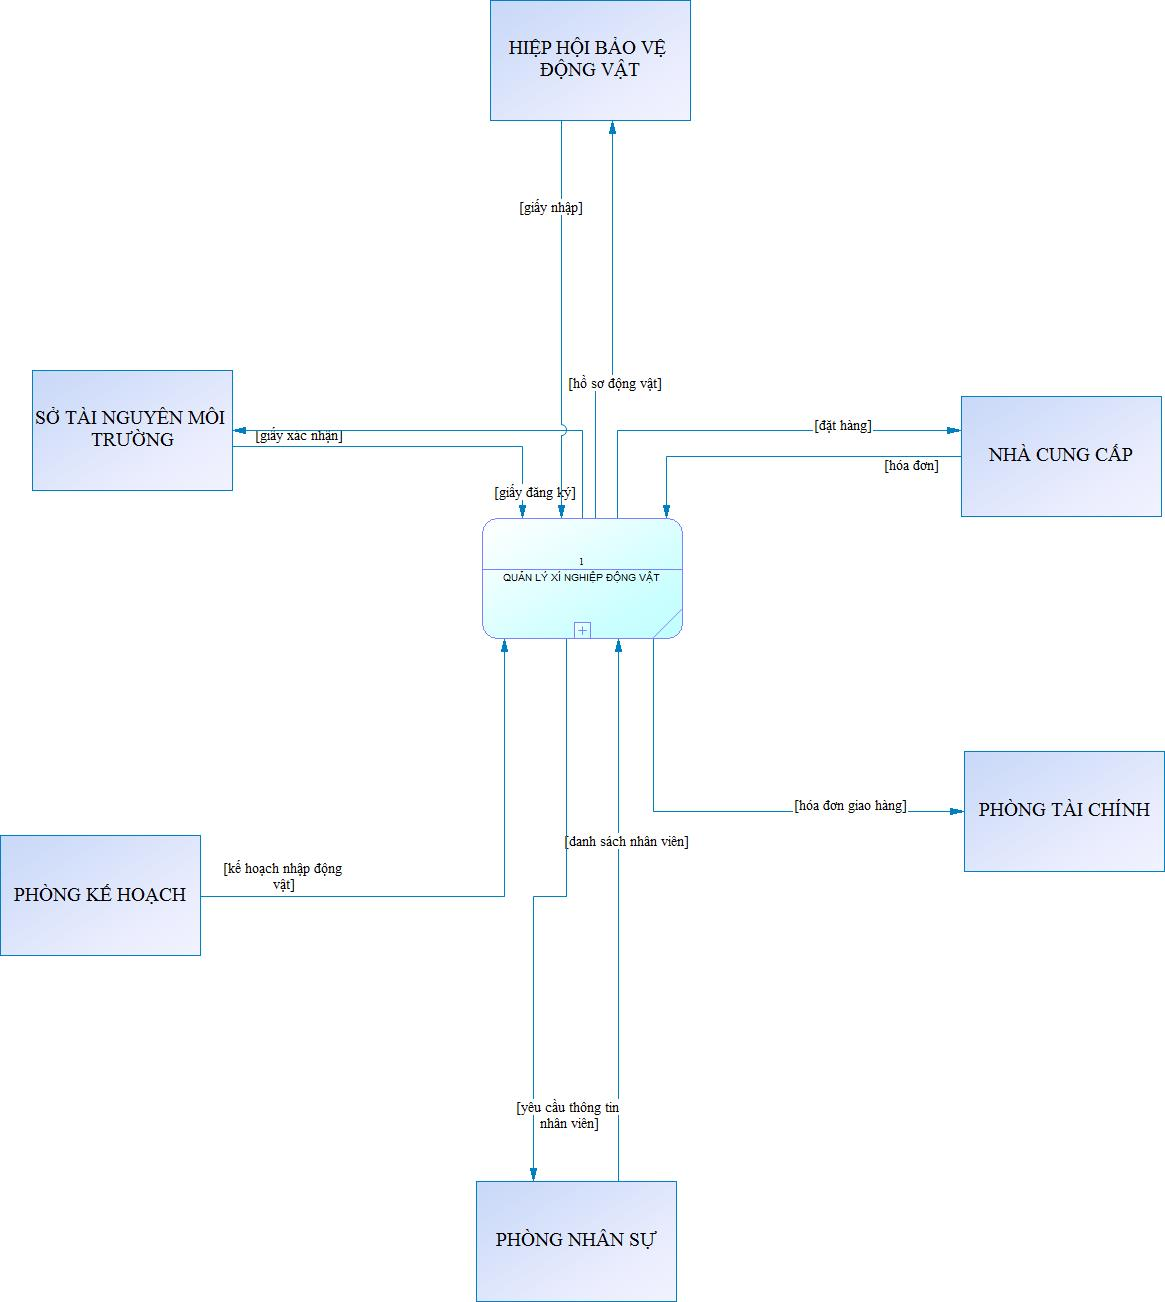 HIỆP HỘI BẢO VỆ
ĐỘNG VẬT
[giấy nhập]
[hồ sơ động vật]
SỞ TÀI NGUYÊN MÔI
TRƯỜNG
[giấy xác nhận]
[đặt hàng]
NHÀ CUNG CẤP
[hóa đơn]
[giấy đăng ký]
1
QUẢN LÝ XÍ NGHIỆP ĐỘNG VẬT
+
[hóa đơn giao hàng]
PHÒNG TÀI CHÍNH
[danh sách nhân viên]
[kế hoạch nhập động
vật]
PHÒNG KẾ HOẠCH
[yêu cầu thông tin
nhân viên]
PHÒNG NHÂN SỰ